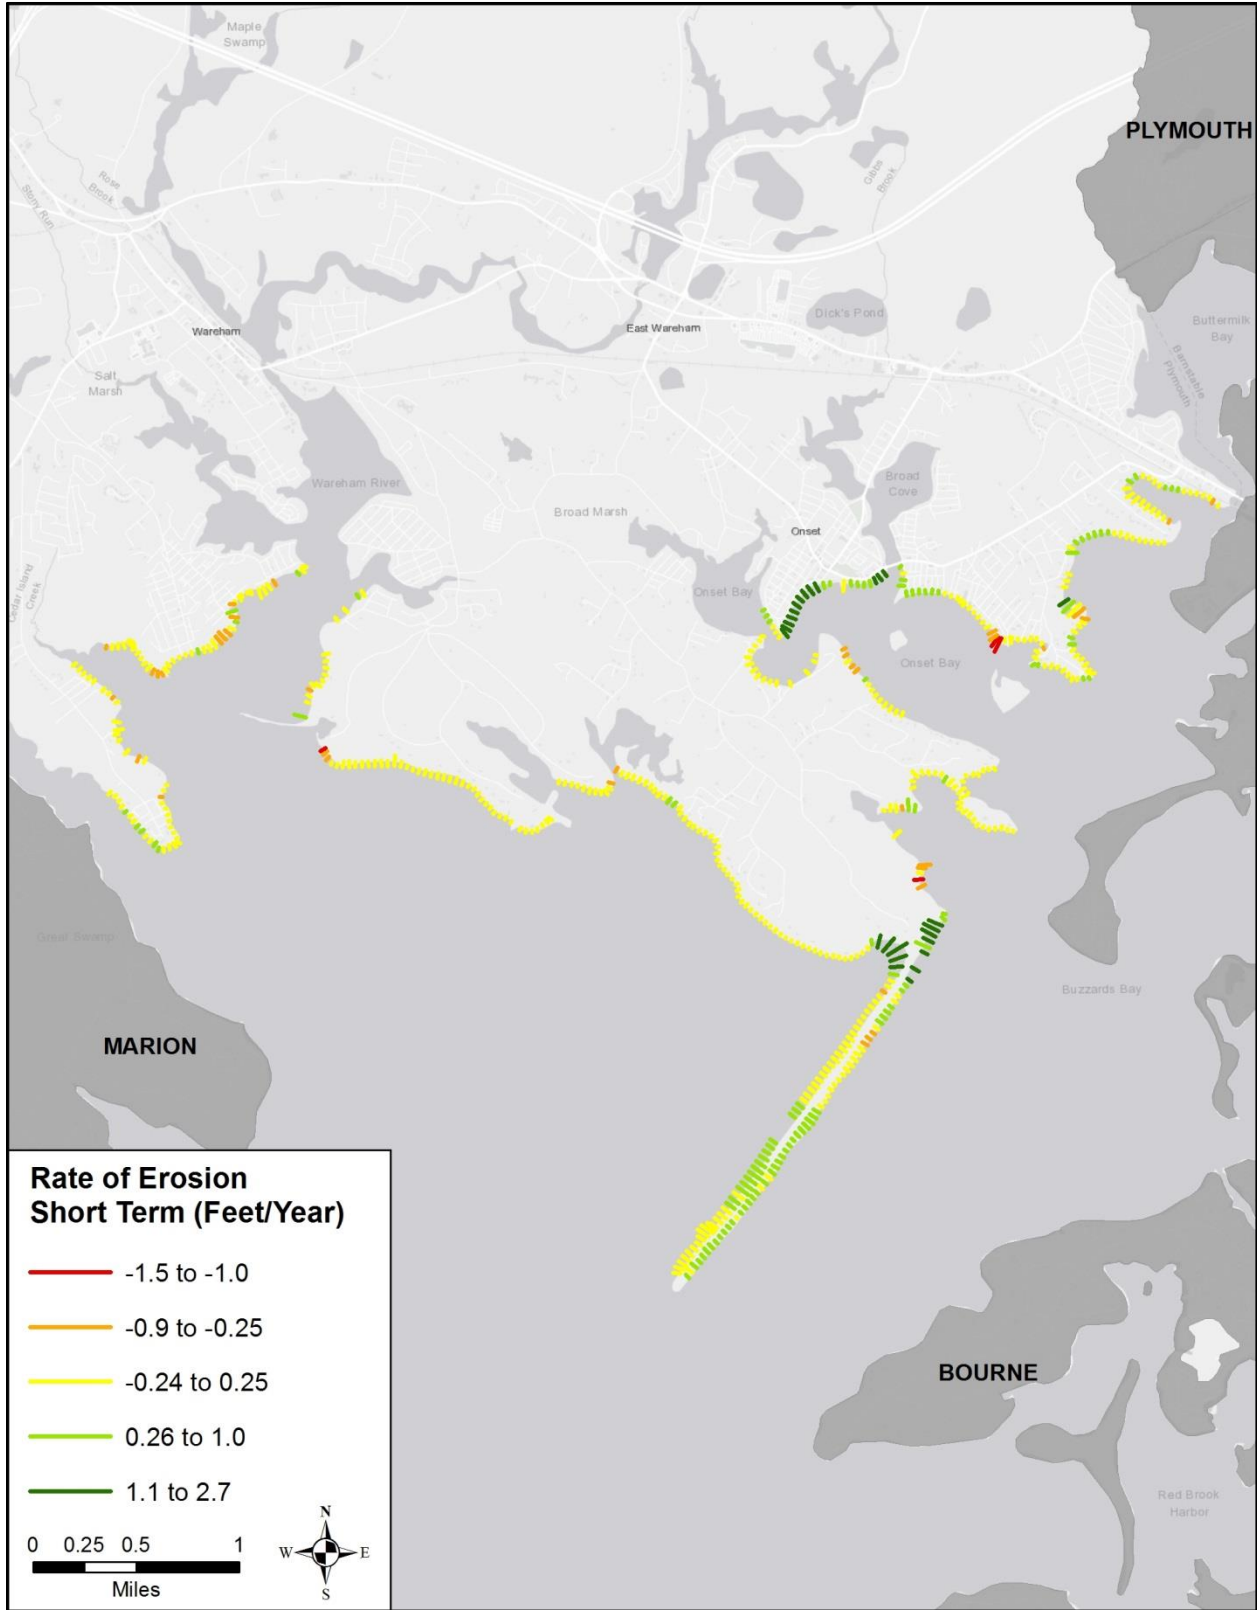 Maple
Swamp
PLYMOUTH
Rose
Brook
Stony Run
Gibbs
Brook
Dick's Pond
Buttermilk
Bay
Wareham
East Wareham
Barnstable
Plymouth
Salt
Marsh
Wareham River
Broad
Cove
Broad Marsh
Onset
Cedar Island
Creek
Onset Bay
Onset Bay
Great Swamp
Buzzards Bay
MARION
Rate of Erosion
Short Term (Feet/Year)
-1.5 to -1.0
-0.9 to -0.25
-0.24 to 0.25
0.26 to 1.0
1.1 to 2.7
BOURNE
Red Brook
Harbor
N
W
E
S
0 0.25 0.5 1
Miles